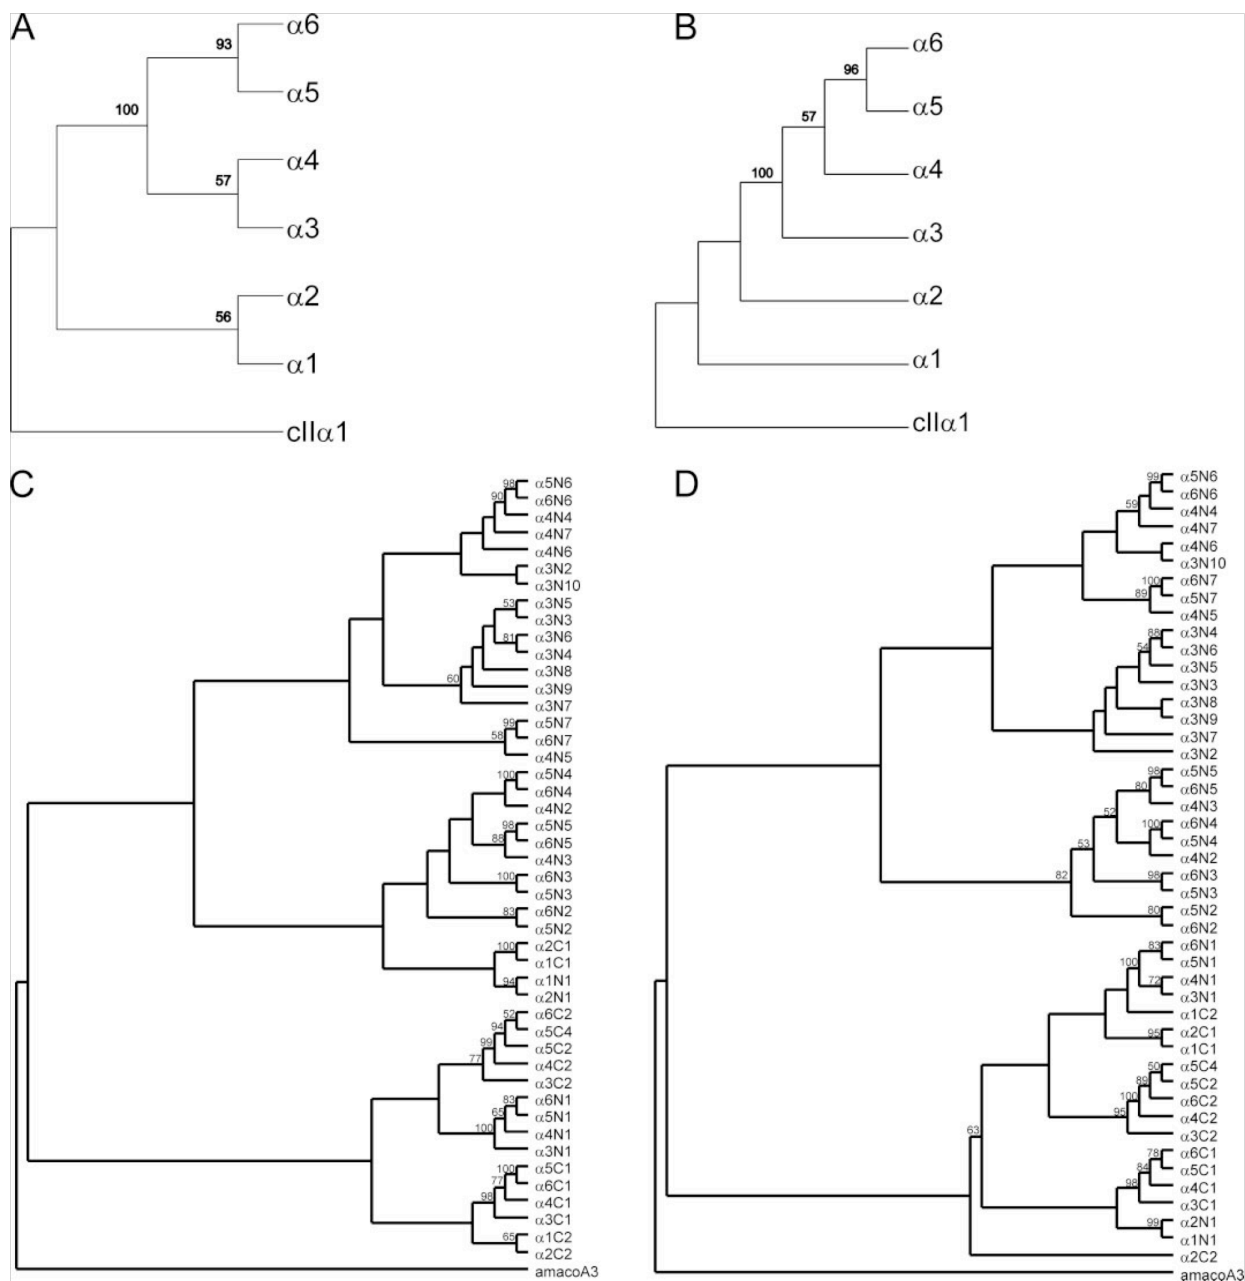 A
α6
93
α5
100
α4
57
α3
α2
56
α1
cIIα1
B
α6
96
α5
57
α4
100
α3
α2
α1
cIIα1
C
α5N6
98
α6N6
90
α4N4
α4N7
α4N6
α3N2
α3N10
α3N5
53
α3N3
α3N6
81
α3N4
α3N8
60
α3N9
α3N7
α5N7
99
α6N7
58
α4N5
α5N4
100
α6N4
α4N2
α5N5
98
α6N5
88
α4N3
α6N3
100
α5N3
α6N2
83
α5N2
α2C1
100
α1C1
α1N1
94
α2N1
α6C2
52
α5C4
94
α5C2
99
α4C2
77
α3C2
α6N1
83
α5N1
65
α4N1
100
α3N1
α5C1
100
α6C1
77
α4C1
98
α3C1
α1C2
65
α2C2
amacoA3
D
α5N6
99
α6N6
α4N4
59
α4N7
α4N6
α3N10
α6N7
100
α5N7
89
α4N5
α3N4
88
α3N6
54
α3N5
α3N3
α3N8
α3N9
α3N7
α3N2
α5N5
98
α6N5
80
α4N3
52
α6N4
100
α5N4
53
α4N2
82
α6N3
98
α5N3
α5N2
80
α6N2
α6N1
83
α5N1
100
α4N1
72
α3N1
α1C2
α2C1
95
α1C1
α5C4
50
α5C2
89
α6C2
100
α4C2
95
α3C2
63
α6C1
78
α5C1
84
α4C1
98
α3C1
α2N1
99
α1N1
α2C2
amacoA3